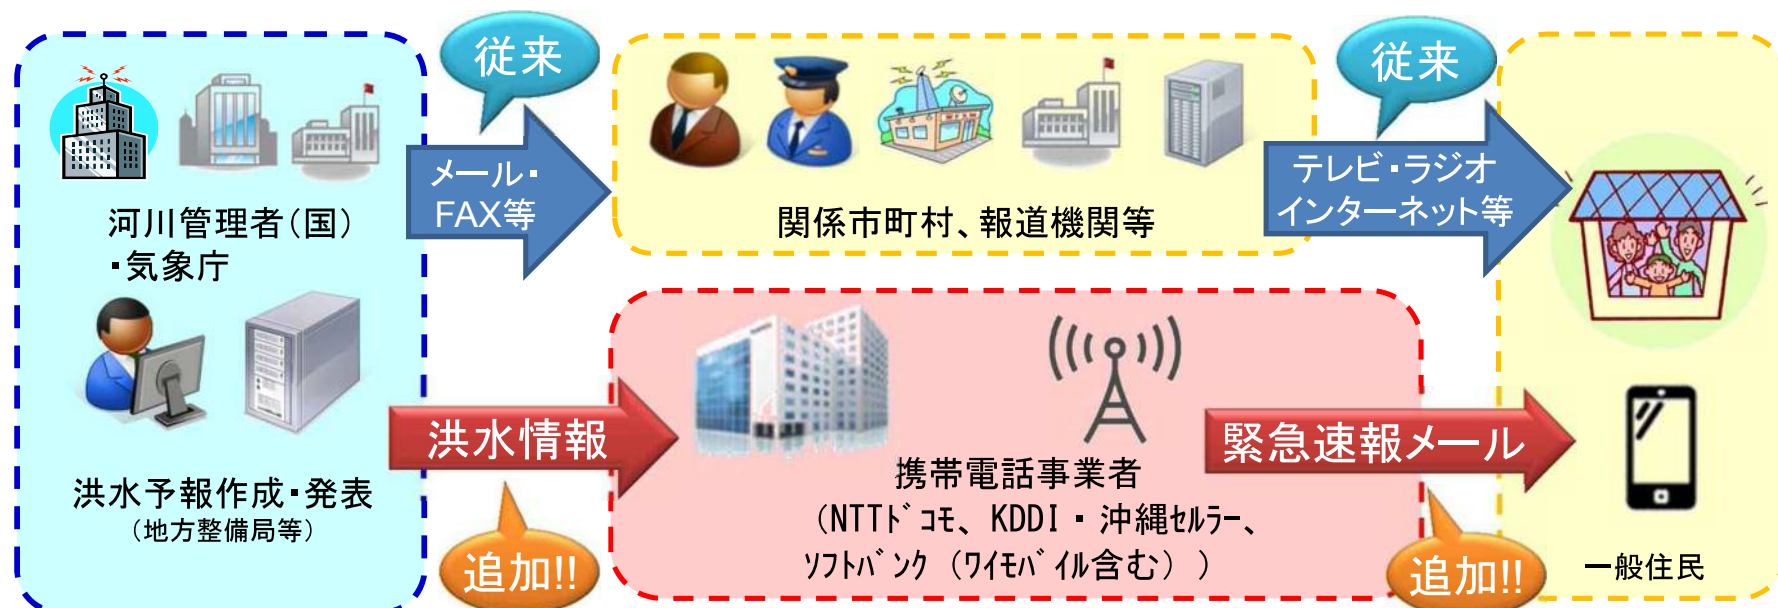 従来
従来
メール・
FAX等
テレビ・ラジオ
インターネット等
河川管理者(国)
・気象庁
関係市町村、報道機関等
洪水情報
緊急速報メール
洪水予報作成・発表
(地方整備局等)
携帯電話事業者
(NTTドコモ、KDDI・沖縄セルラー、
ソフトバンク(ワイモバイル含む))
追加!!
追加!!
一般住民